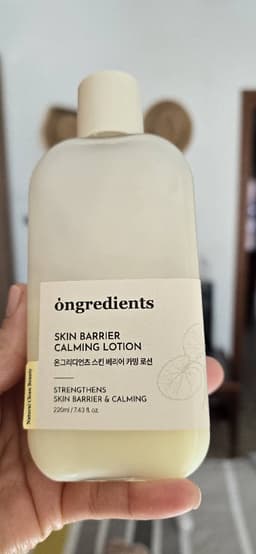 ongredients
SKIN BARRIER
CALMING LOTION
온그리디언츠 스킨 베리어 카밍 로션
STRENGTHENS
SKIN BARRIER & CALMING
220ml / 7.43 fl. oz.
Natural Clean Beauty